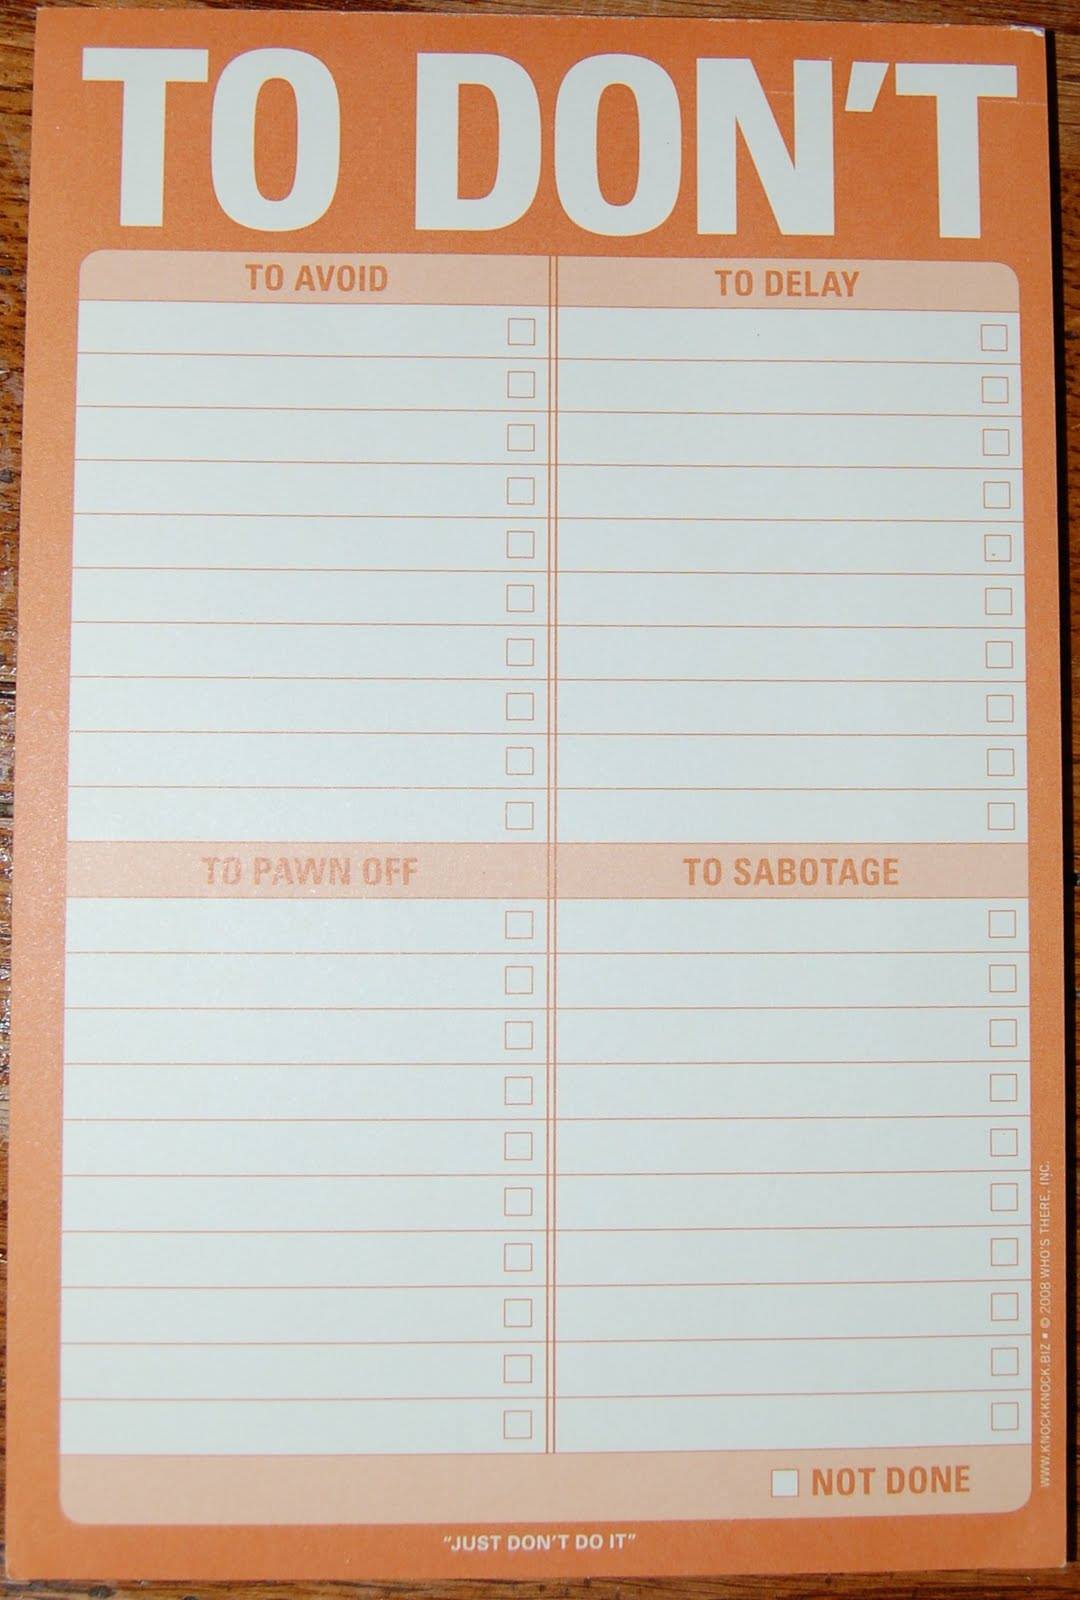 TO DON'T
TO AVOID
TO DELAY
TO PAWN OFF
TO SABOTAGE
NOT DONE
"JUST DON'T DO IT"
WWW.KNOCKKNOCK.BIZ • © 2008 WHO'S THERE, INC.